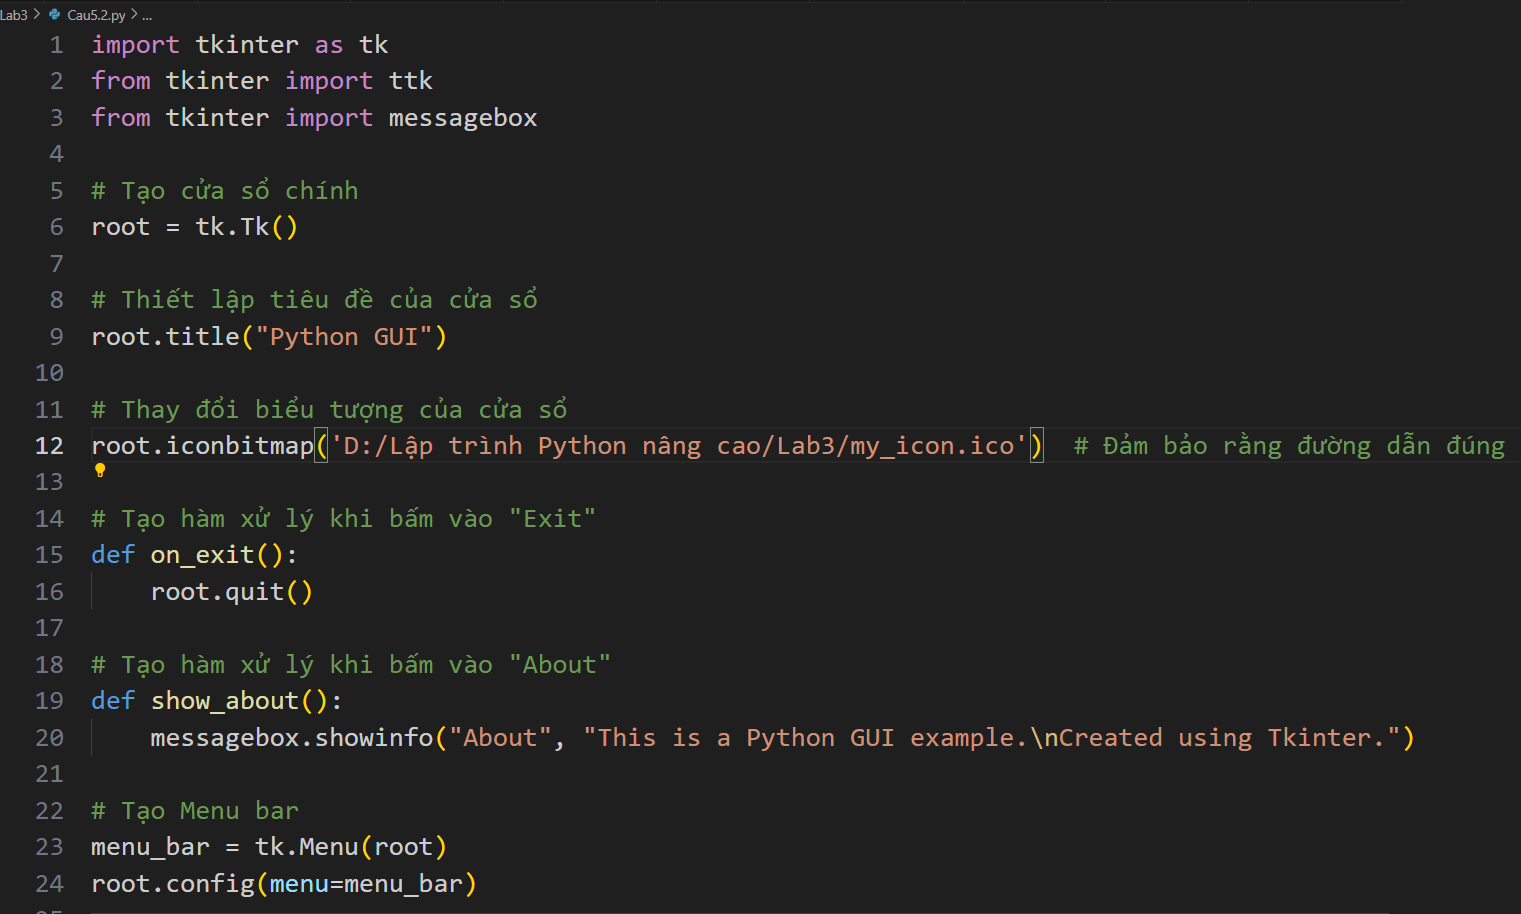 Lab3 > Cau5.2.py > ...
1 import tkinter as tk
2 from tkinter import ttk
3 from tkinter import messagebox
4
5 # Tạo cửa sổ chính
6 root = tk.Tk()
7
8 # Thiết lập tiêu đề của cửa sổ
9 root.title("Python GUI")
10
11 # Thay đổi biểu tượng của cửa sổ
12 root.iconbitmap('D:/Lập trình Python nâng cao/Lab3/my_icon.ico')  # Đảm bảo rằng đường dẫn đúng
13
14 # Tạo hàm xử lý khi bấm vào "Exit"
15 def on_exit():
16     root.quit()
17
18 # Tạo hàm xử lý khi bấm vào "About"
19 def show_about():
20     messagebox.showinfo("About", "This is a Python GUI example.\nCreated using Tkinter.")
21
22 # Tạo Menu bar
23 menu_bar = tk.Menu(root)
24 root.config(menu=menu_bar)